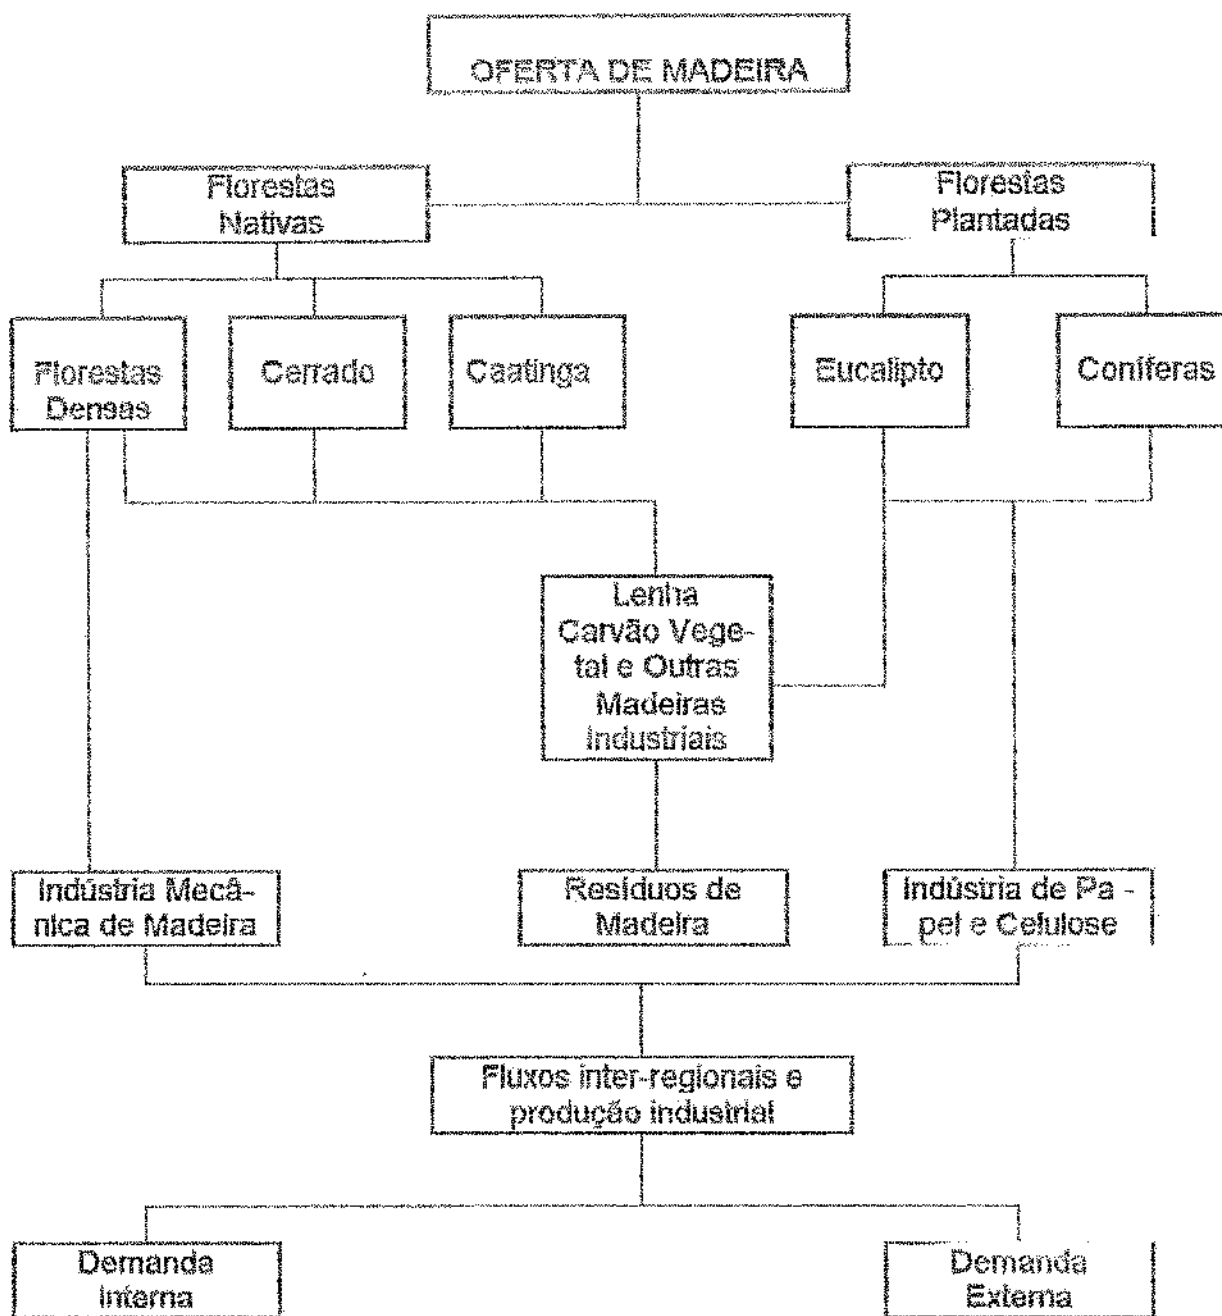 OFERTA DE MADEIRA
Florestas
Nativas
Florestas
Plantadas
Florestas
Densas
Cerrado
Caatinga
Eucalipto
Coníferas
Lenha
Carvão Vege-
tal e Outras
Madeiras
Industriais
Indústria Mecâ-
nica de Madeira
Resíduos de
Madeira
Indústria de Pa -
pel e Celulose
Fluxos inter-regionais e
produção industrial
Demanda
Interna
Demanda
Externa